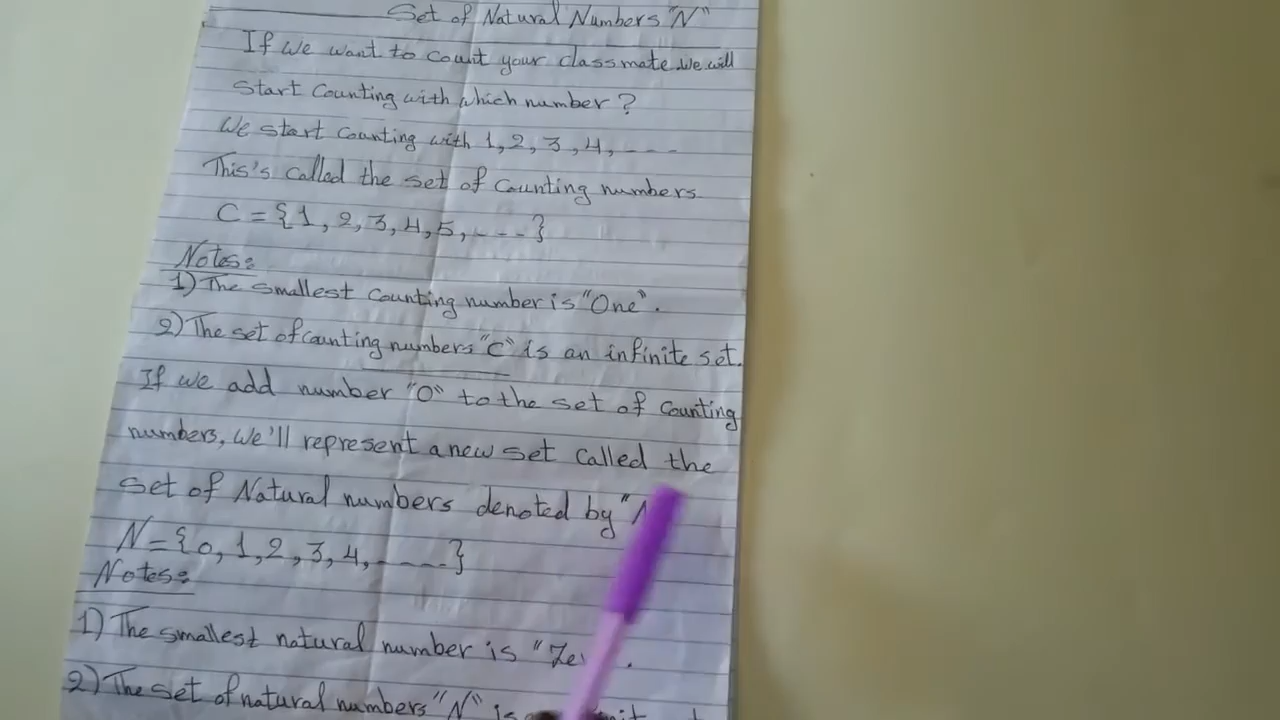 Set of Natural Numbers "N"
If we want to count your classmate we will
start counting with which number?
We start counting with 1, 2, 3, 4, ----
This's called the set of counting numbers
C = {1, 2, 3, 4, 5, ----}
Notes:
1) The smallest counting number is "One".
2) The set of counting numbers "C" is an infinite set.
If we add number "0" to the set of counting
numbers, we'll represent a new set called the
set of Natural numbers denoted by
N = {0, 1, 2, 3, 4, ----}
Notes:
1) The smallest natural number is
2) The set of natural numbers "N" is